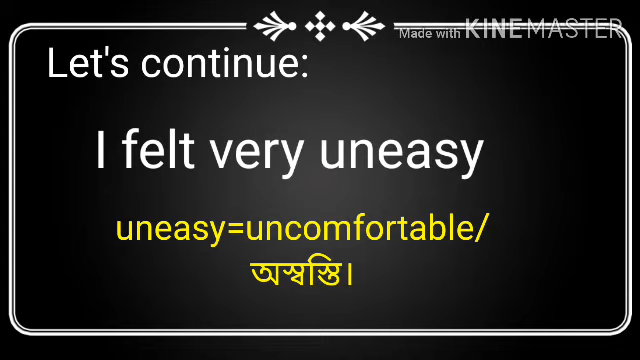 Made with KINEMASTER
Let's continue:
I felt very uneasy
uneasy=uncomfortable/
অস্বস্তি।